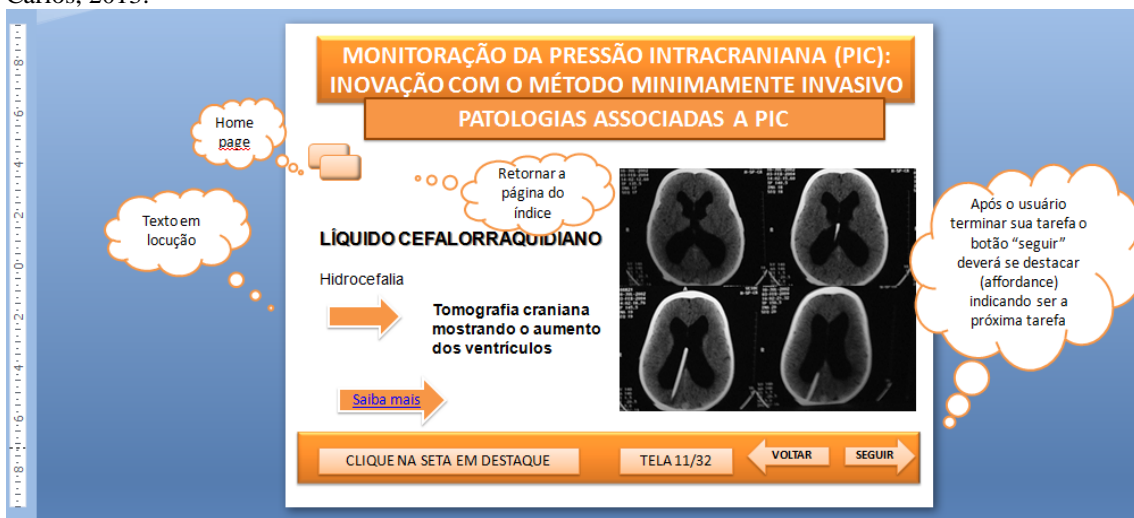 Carlos, 2015.
MONITORAÇÃO DA PRESSÃO INTRACRANIANA (PIC):
INOVAÇÃO COM O MÉTODO MINIMAMENTE INVASIVO
PATOLOGIAS ASSOCIADAS A PIC
Home
page
Retornar a
página do
índice
Texto em
locução
LÍQUIDO CEFALORRAQUIDIANO
Hidrocefalia
Tomografia craniana
mostrando o aumento
dos ventrículos
Saiba mais
Após o usuário
terminar sua tarefa o
botão “seguir”
deverá se destacar
(affordance)
indicando ser a
próxima tarefa
CLIQUE NA SETA EM DESTAQUE
TELA 11/32
VOLTAR
SEGUIR